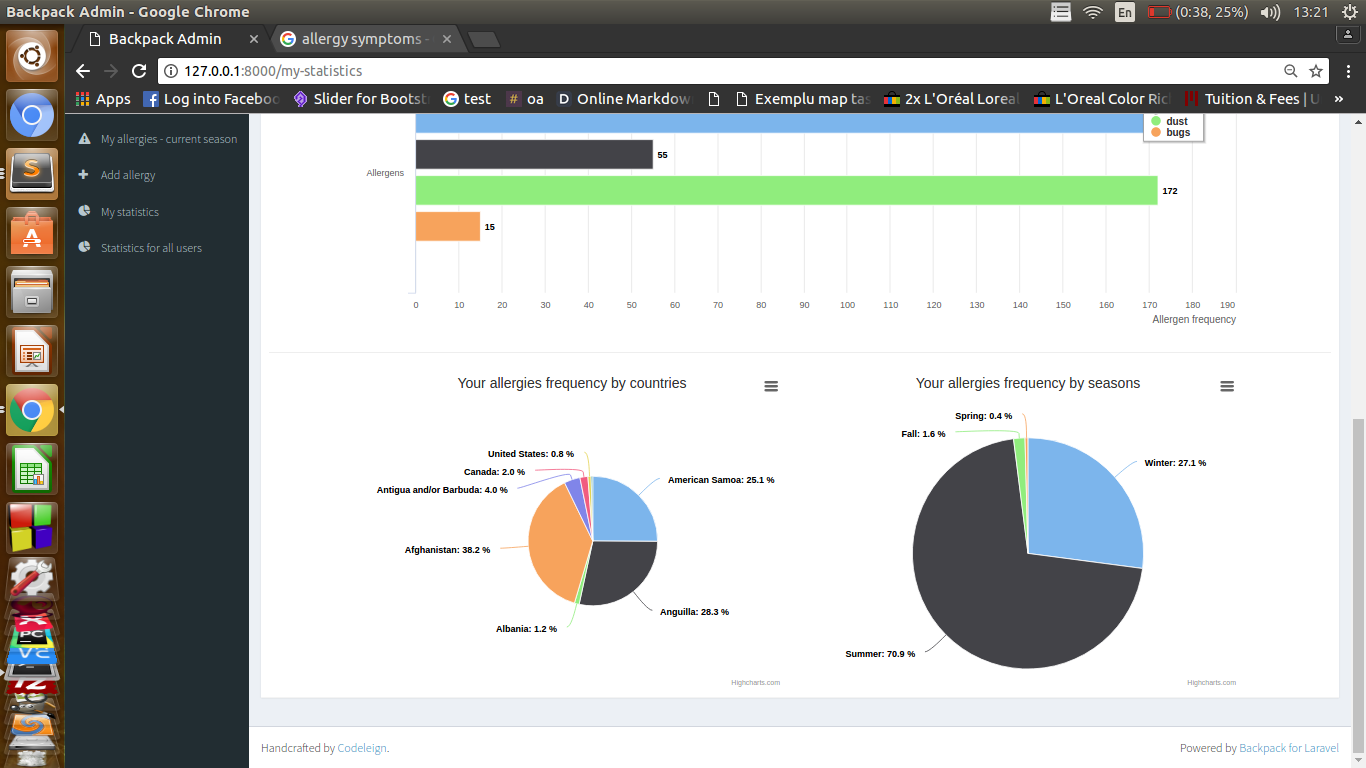 Backpack Admin - Google Chrome
En
(0:38, 25%)
13:21
Backpack Admin
allergy symptoms -
127.0.0.1:8000/my-statistics
Apps
Log into Faceboo
Slider for Bootst
test
oa
Online Markdow
Exemplu map tas
2x L'Oréal Loreal
L'Oreal Color Ric
Tuition & Fees | U
»
My allergies - current season
Add allergy
My statistics
Statistics for all users
dust
bugs
55
Allergens
172
15
0 10 20 30 40 50 60 70 80 90 100 110 120 130 140 150 160 170 180 190
Allergen frequency
Your allergies frequency by countries
United States: 0.8 %
Canada: 2.0 %
American Samoa: 25.1 %
Antigua and/or Barbuda: 4.0 %
Afghanistan: 38.2 %
Anguilla: 28.3 %
Albania: 1.2 %
Highcharts.com
Your allergies frequency by seasons
Spring: 0.4 %
Fall: 1.6 %
Winter: 27.1 %
Summer: 70.9 %
Highcharts.com
Handcrafted by Codeleign.
Powered by Backpack for Laravel
PC
VC